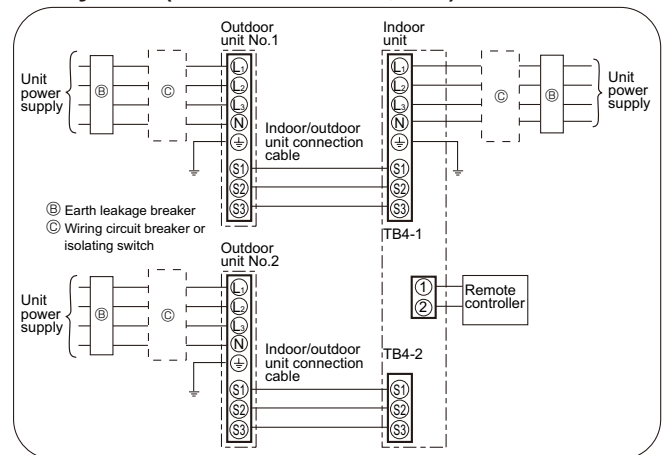 Outdoor
unit No.1
Indoor
unit
Unit
power
supply
Ⓑ
Ⓒ
L1
L2
L3
N
S1
S2
S3
Indoor/outdoor
unit connection
cable
L1
L2
L3
N
S1
S2
S3
TB4-1
Ⓒ
Ⓑ
Unit
power
supply
Ⓑ Earth leakage breaker
Ⓒ Wiring circuit breaker or
isolating switch
Outdoor
unit No.2
Unit
power
supply
Ⓑ
Ⓒ
L1
L2
L3
N
S1
S2
S3
Indoor/outdoor
unit connection
cable
1
2
Remote
controller
TB4-2
S1
S2
S3